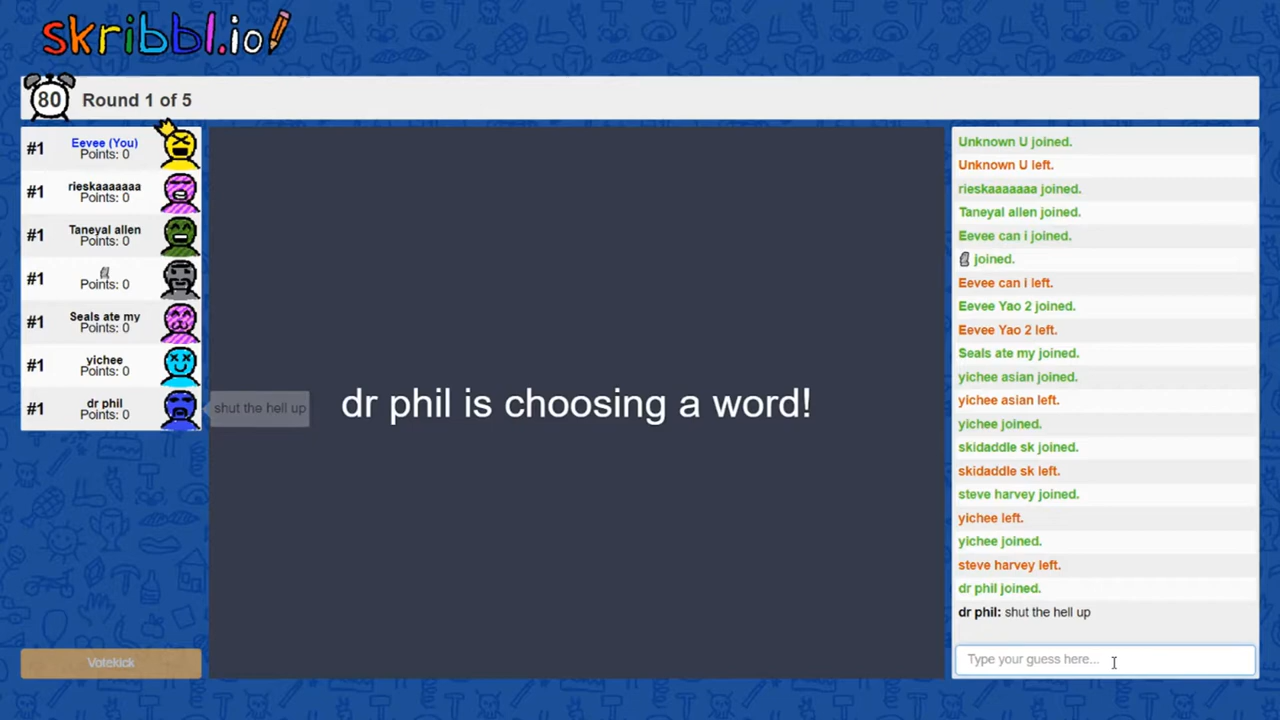 skribbl.io
80
Round 1 of 5
#1
Eevee (You)
Points: 0
#1
rieskaaaaaaa
Points: 0
#1
Taneyal allen
Points: 0
#1
Points: 0
#1
Seals ate my
Points: 0
#1
yichee
Points: 0
#1
dr phil
Points: 0
shut the hell up
Votekick
dr phil is choosing a word!
Unknown U joined.
Unknown U left.
rieskaaaaaaa joined.
Taneyal allen joined.
Eevee can i joined.
joined.
Eevee can i left.
Eevee Yao 2 joined.
Eevee Yao 2 left.
Seals ate my joined.
yichee asian joined.
yichee asian left.
yichee joined.
skidaddle sk joined.
skidaddle sk left.
steve harvey joined.
yichee left.
yichee joined.
steve harvey left.
dr phil joined.
dr phil: shut the hell up
Type your guess here...